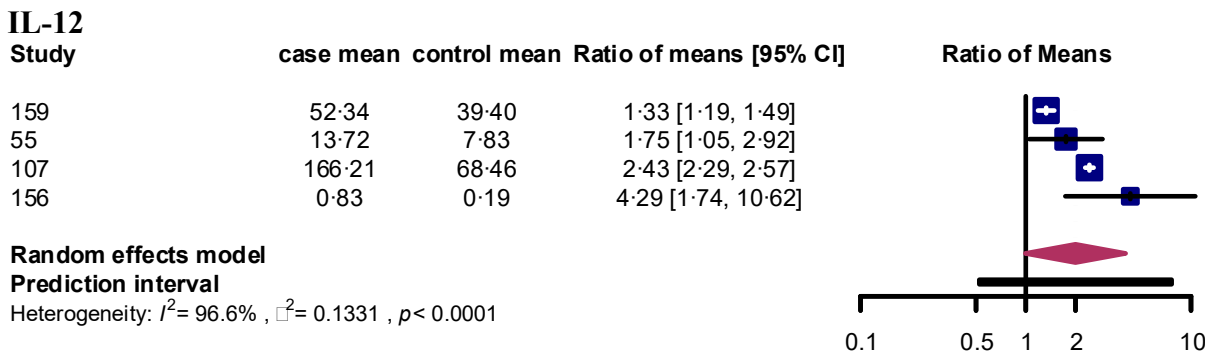 IL-12
Study case mean control mean Ratio of means [95% CI] Ratio of Means
159 52·34 39·40 1·33 [1·19, 1·49]
55 13·72 7·83 1·75 [1·05, 2·92]
107 166·21 68·46 2·43 [2·29, 2·57]
156 0·83 0·19 4·29 [1·74, 10·62]
Random effects model
Prediction interval
Heterogeneity: I²= 96.6% , □²= 0.1331 , p< 0.0001
0.1 0.5 1 2 10